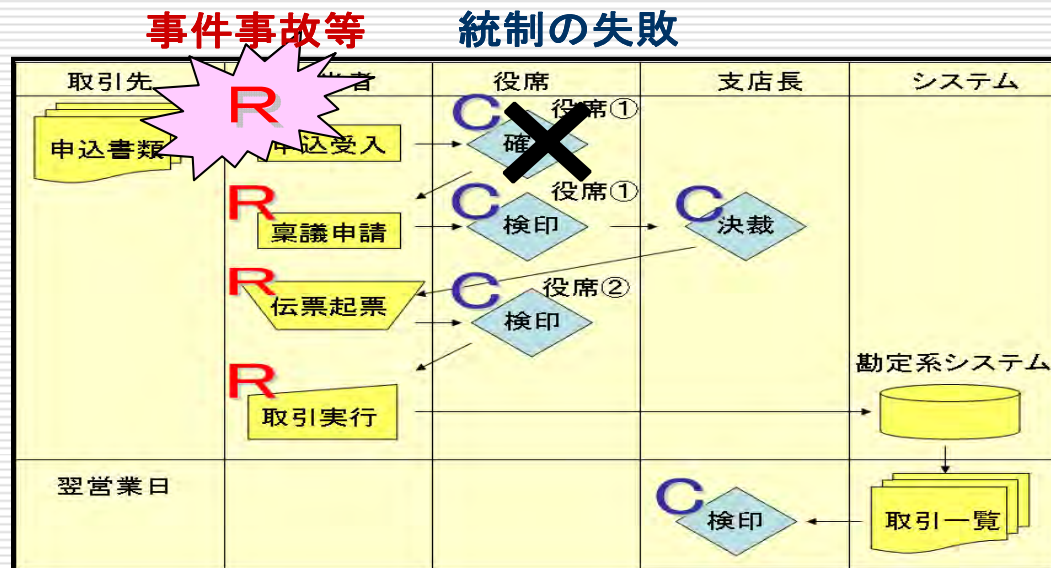 事件事故等 統制の失敗
取引先 者 役席 支店長 システム
R
申込書類
申込受入
C
役席①
確
R
稟議申請
C
役席①
検印
C
決裁
R
伝票起票
C
役席②
検印
R
取引実行
勘定系システム
翌営業日
C
検印
取引一覧